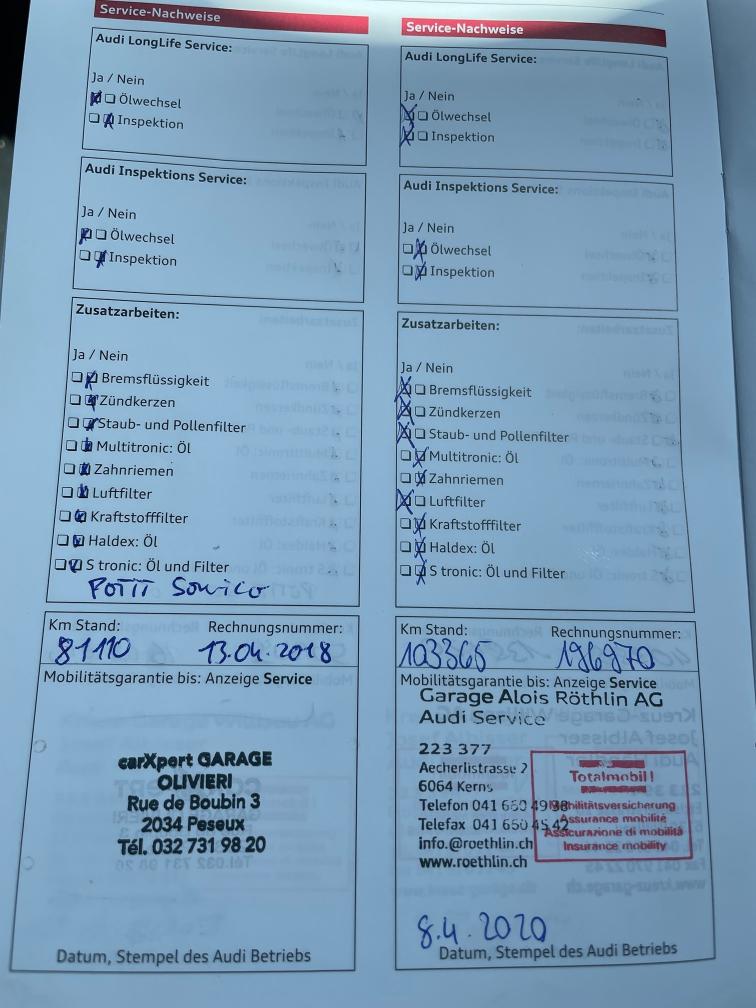 Service-Nachweise
Audi LongLife Service:
Ja / Nein
Ölwechsel
Inspektion
Audi Inspektions Service:
Ja / Nein
Ölwechsel
Inspektion
Zusatzarbeiten:
Ja / Nein
Bremsflüssigkeit
Zündkerzen
Staub- und Pollenfilter
Multitronic: Öl
Zahnriemen
Luftfilter
Kraftstofffilter
Haldex: Öl
S tronic: Öl und Filter
Km Stand: Rechnungsnummer:
81110 13.04.2018
Mobilitätsgarantie bis: Anzeige Service
carXpert GARAGE
OLIVIERI
Rue de Boubin 3
2034 Peseux
Tél. 032 731 98 20
Datum, Stempel des Audi Betriebs
Service-Nachweise
Audi LongLife Service:
Ja / Nein
Ölwechsel
Inspektion
Audi Inspektions Service:
Ja / Nein
Ölwechsel
Inspektion
Zusatzarbeiten:
Ja / Nein
Bremsflüssigkeit
Zündkerzen
Staub- und Pollenfilter
Multitronic: Öl
Zahnriemen
Luftfilter
Kraftstofffilter
Haldex: Öl
S tronic: Öl und Filter
Km Stand: Rechnungsnummer:
103365 196970
Mobilitätsgarantie bis: Anzeige Service
Garage Alois Röthlin AG
Audi Service
223 377
Aecherlistrasse 2
6064 Kerns
Telefon 041 660 49 98
Telefax 041 660 45 42
info.@roethlin.ch
www.roethlin.ch
Totalmobil!
Mobilitätsversicherung
Assurance mobilité
Assicurazione di mobilità
Insurance mobility
8.4.2020
Datum, Stempel des Audi Betriebs